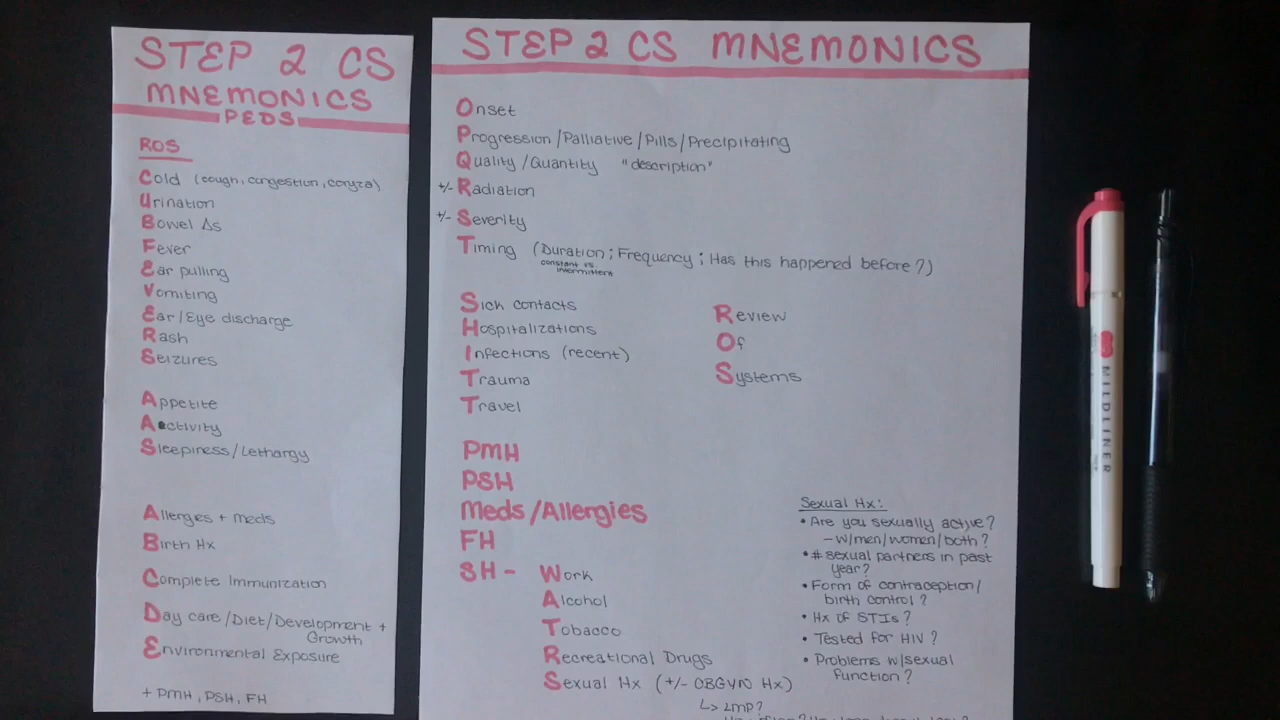 STEP 2 CS
MNEMONICS
PEDS
ROS
Cold (cough, congestion, coryza)
Urination
Bowel Δs
Fever
Ear pulling
Vomiting
Ear/Eye discharge
Rash
Seizures
Appetite
Activity
Sleepiness/Lethargy
Allergies + meds
Birth Hx
Complete Immunization
Day care/Diet/Development +
Growth
Environmental Exposure
+ PMH, PSH, FH
STEP 2 CS MNEMONICS
Onset
Progression/Palliative/Pills/Precipitating
Quality/Quantity "description"
+/- Radiation
+/- Severity
Timing (Duration; Frequency; Has this happened before?)
constant vs.
intermittent
Sick contacts
Hospitalizations
Infections (recent)
Trauma
Travel
Review
Of
Systems
PMH
PSH
Meds/Allergies
FH
SH - Work
Alcohol
Tobacco
Recreational Drugs
Sexual Hx (+/- OBGYN Hx)
↳ LMP?
Sexual Hx:
• Are you sexually active?
- w/men/women/both?
• # sexual partners in past
year?
• Form of contraception/
birth control?
• Hx of STIs?
• Tested for HIV?
• Problems w/sexual
function?
MILDLINER